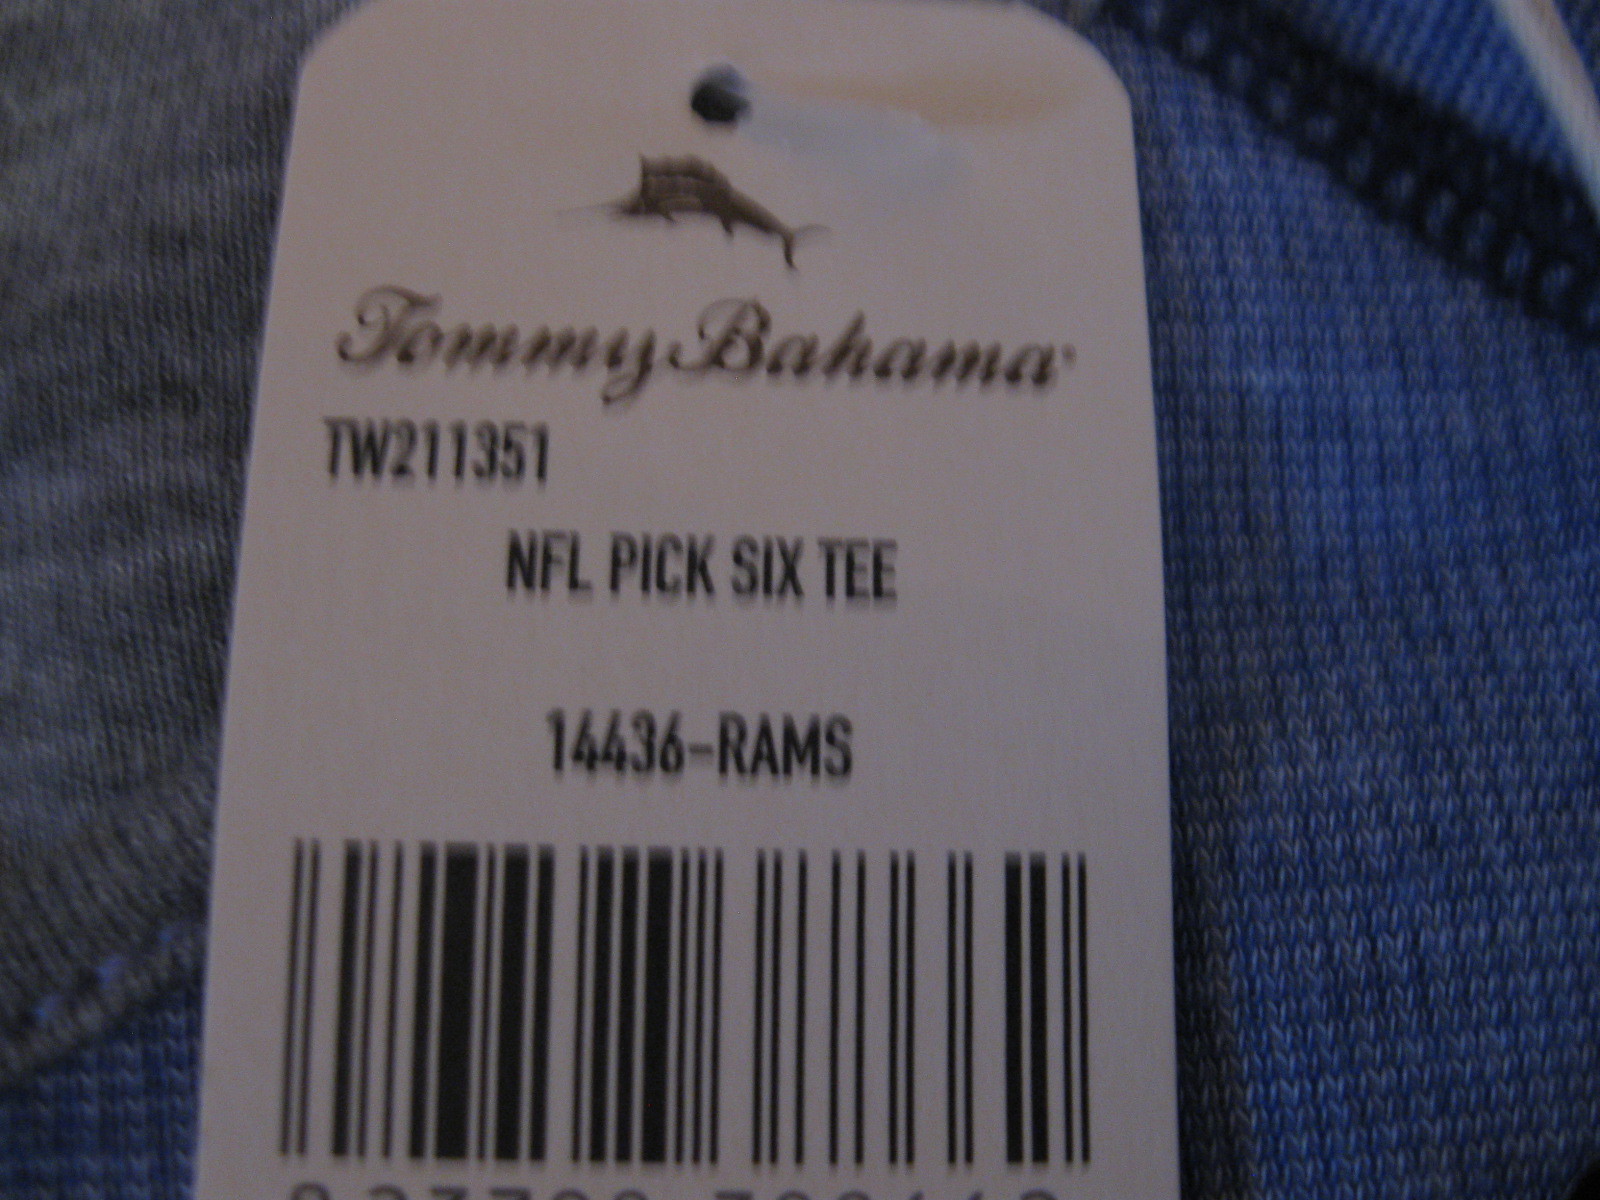 Tommy Bahama
TW211351
NFL PICK SIX TEE
14436-RAMS